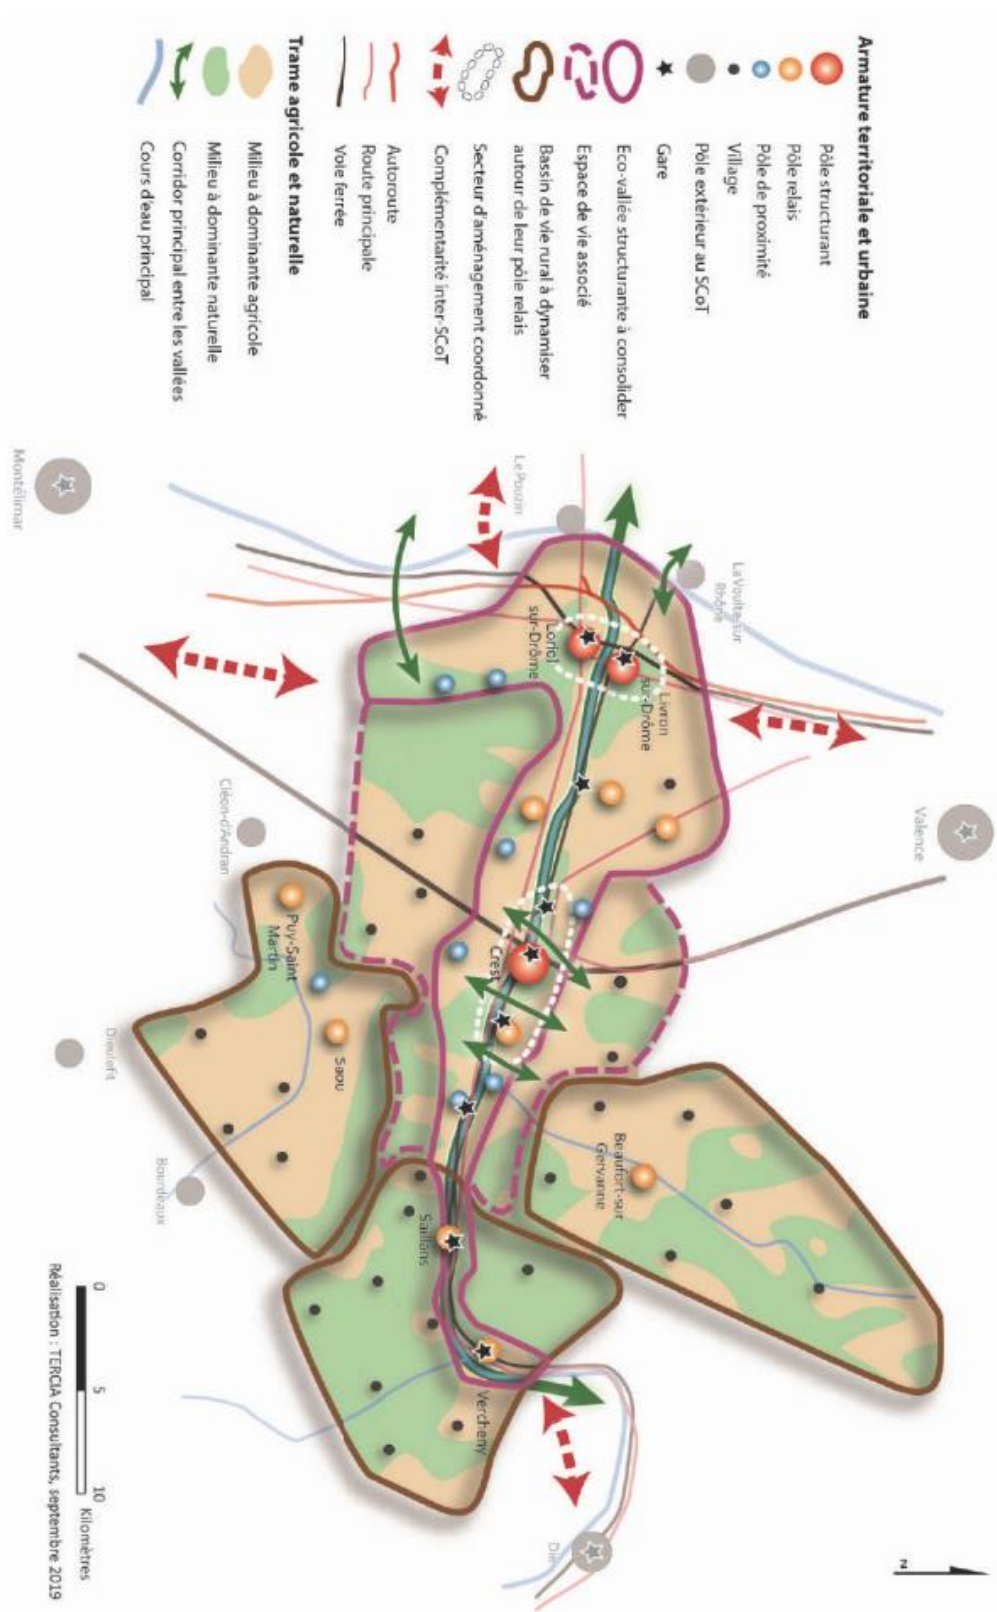 Armature territoriale et urbaine
Pôle structurant
Pôle relais
Pôle de proximité
Village
Pôle extérieur au SCoT
Gare
Eco-vallée structurante à consolider
Espace de vie associé
Bassin de vie rural à dynamiser
autour de leur pôle relais
Secteur d'aménagement coordonné
Complémentarité inter-SCoT
Autoroute
Route principale
Voie ferrée
Trame agricole et naturelle
Milieu à dominante agricole
Milieu à dominante naturelle
Corridor principal entre les vallées
Cours d'eau principal
Valence
La Voulte-sur
Rhône
Livron
sur-Drôme
Loriol
sur-Drôme
Le Pouzin
Montélimar
Crest
Beaufort-sur
Gervanne
Cléon-d'Andran
Puy-Saint
Martin
Saou
Dieulefit
Bourdeaux
Saillans
Vercheny
Die
N
0 5 10 Kilomètres
Réalisation : TERCIA Consultants, septembre 2019